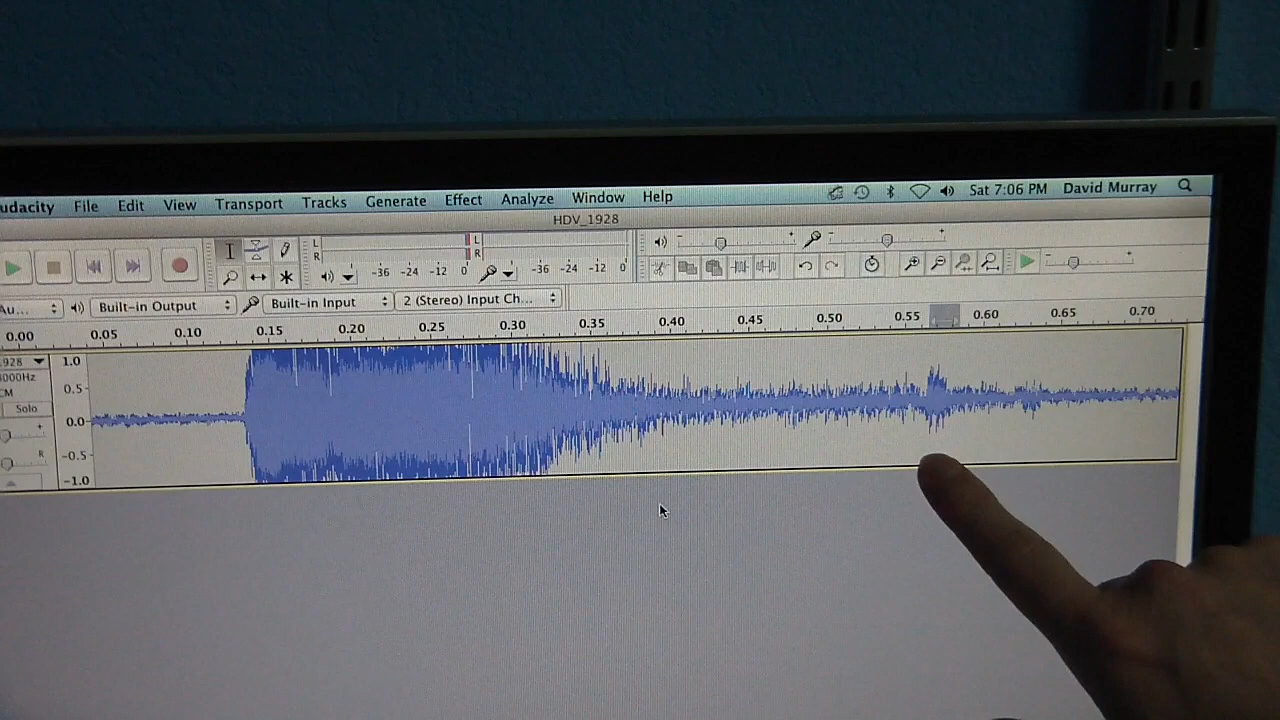 udacity File Edit View Transport Tracks Generate Effect Analyze Window Help Sat 7:06 PM David Murray
HDV_1928
L
R
-36 -24 -12 0
L
R
-36 -24 -12 0
Au... Built-in Output Built-in Input 2 (Stereo) Input Ch...
0.00 0.05 0.10 0.15 0.20 0.25 0.30 0.35 0.40 0.45 0.50 0.55 0.60 0.65 0.70
928 1.0
000Hz 0.5
CM
Solo 0.0
- +
L R -0.5
-1.0